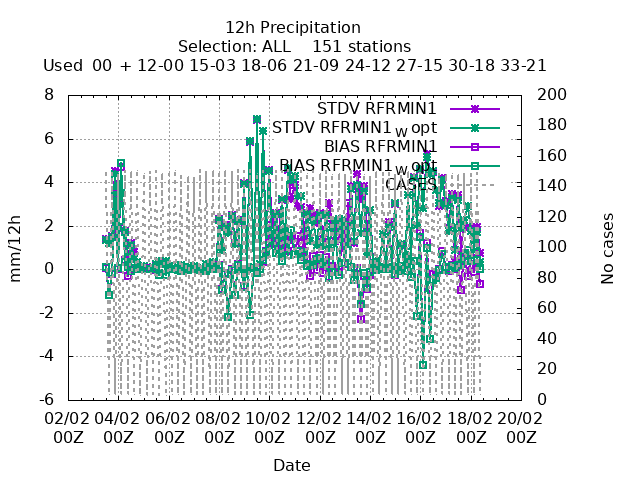 12h Precipitation
Selection: ALL    151 stations
Used  00 + 12-00 15-03 18-06 21-09 24-12 27-15 30-18 33-21
STDV RFRMIN1
STDV RFRMIN1_w opt
BIAS RFRMIN1
BIAS RFRMIN1_w opt
CASES
8
6
4
2
0
-2
-4
-6
mm/12h
200
180
160
140
120
100
80
60
40
20
0
No cases
02/02 04/02 06/02 08/02 10/02 12/02 14/02 16/02 18/02 20/02
00Z 00Z 00Z 00Z 00Z 00Z 00Z 00Z 00Z 00Z
Date